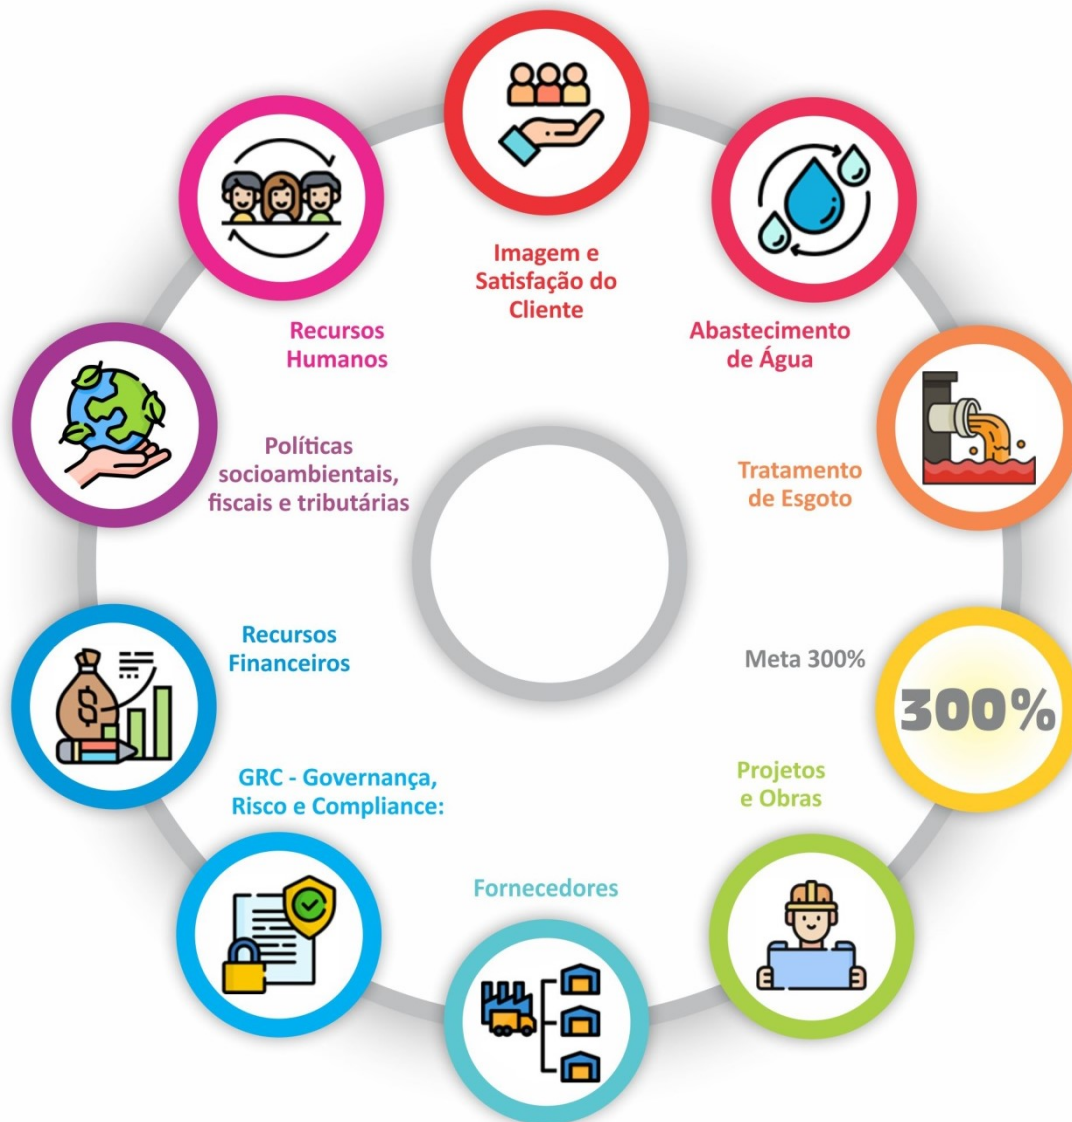 Imagem e
Satisfação do
Cliente
Recursos
Humanos
Abastecimento
de Água
Políticas
socioambientais,
fiscais e tributárias
Tratamento
de Esgoto
Recursos
Financeiros
Meta 300%
300%
GRC - Governança,
Risco e Compliance:
Projetos
e Obras
Fornecedores